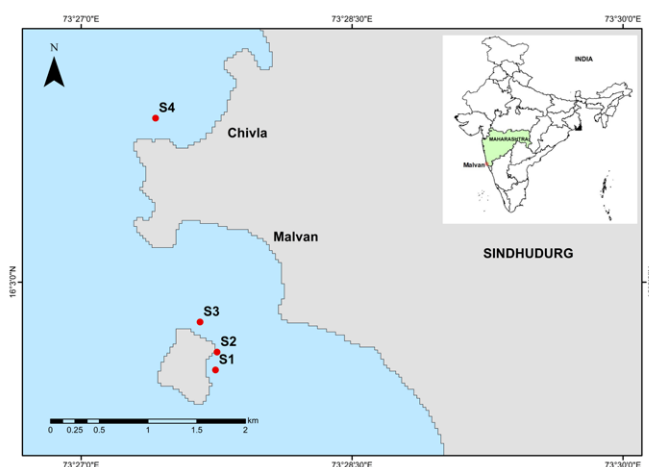 73°27'0"E
73°28'30"E
73°30'0"E
N
S4
Chivla
INDIA
MAHARASHTRA
Malvan
Malvan
SINDHUDURG
16°3'0"N
S3
S2
S1
km
0 0.25 0.5 1 1.5 2
73°27'0"E
73°28'30"E
73°30'0"E